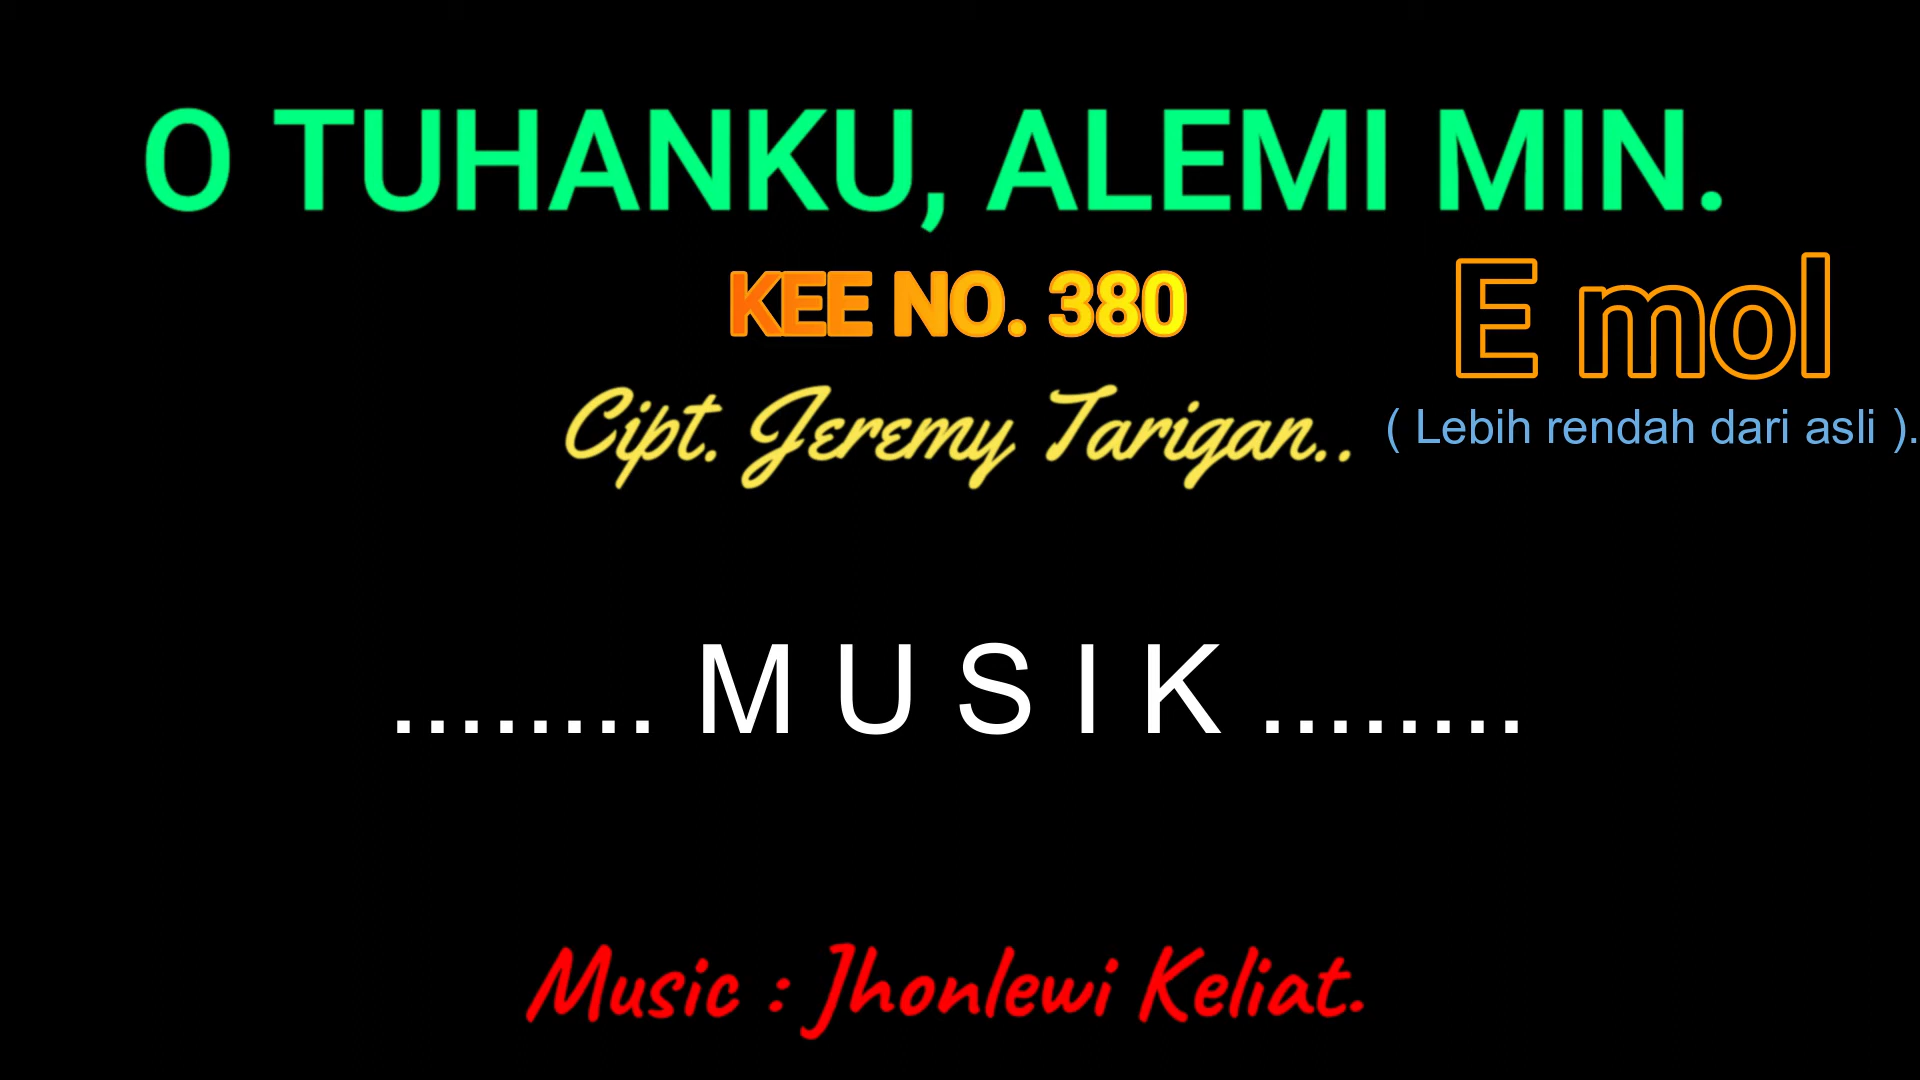 O TUHANKU, ALEMI MIN.
KEE NO. 380
E mol
Cipt. Jeremy Tarigan..
( Lebih rendah dari asli ).
........ M U S I K ........
Music : Jhonlewi Keliat.